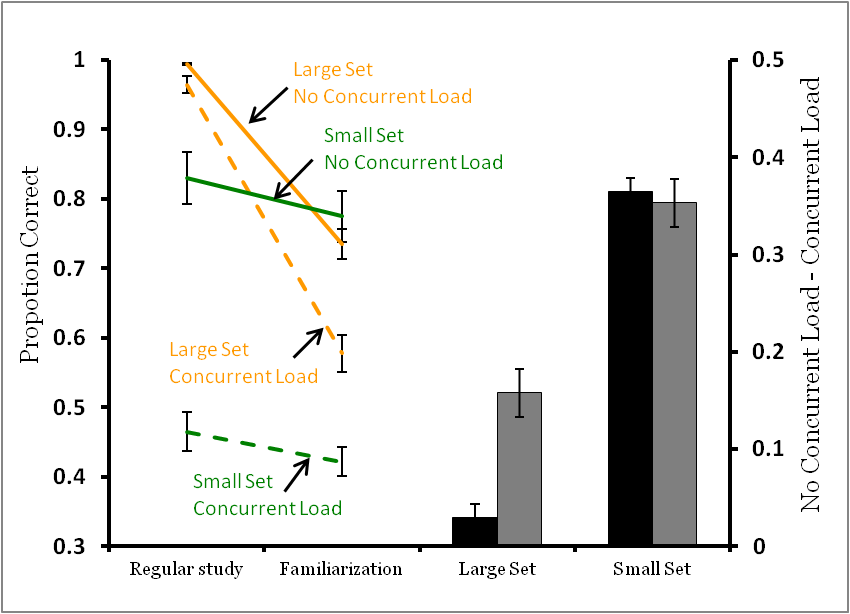 1
0.9
0.8
0.7
0.6
0.5
0.4
0.3
Propotion Correct
Large Set
No Concurrent Load
Small Set
No Concurrent Load
Large Set
Concurrent Load
Small Set
Concurrent Load
Regular study
Familiarization
Large Set
Small Set
0.5
0.4
0.3
0.2
0.1
0
No Concurrent Load - Concurrent Load